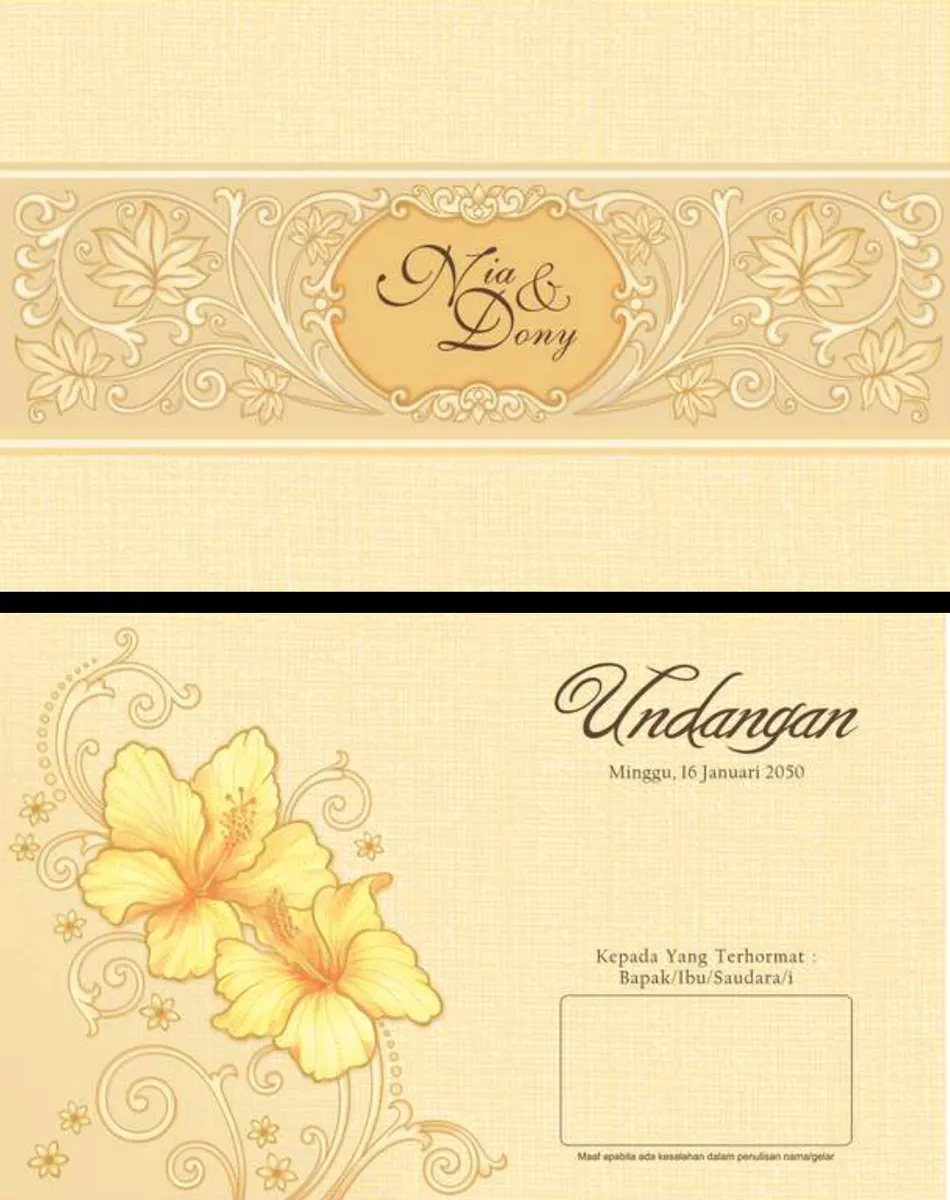 Nia &
Dony
Undangan
Minggu, 16 Januari 2050
Kepada Yang Terhormat :
Bapak/Ibu/Saudara/i
Maaf apabila ada kesalahan dalam penulisan nama/gelar